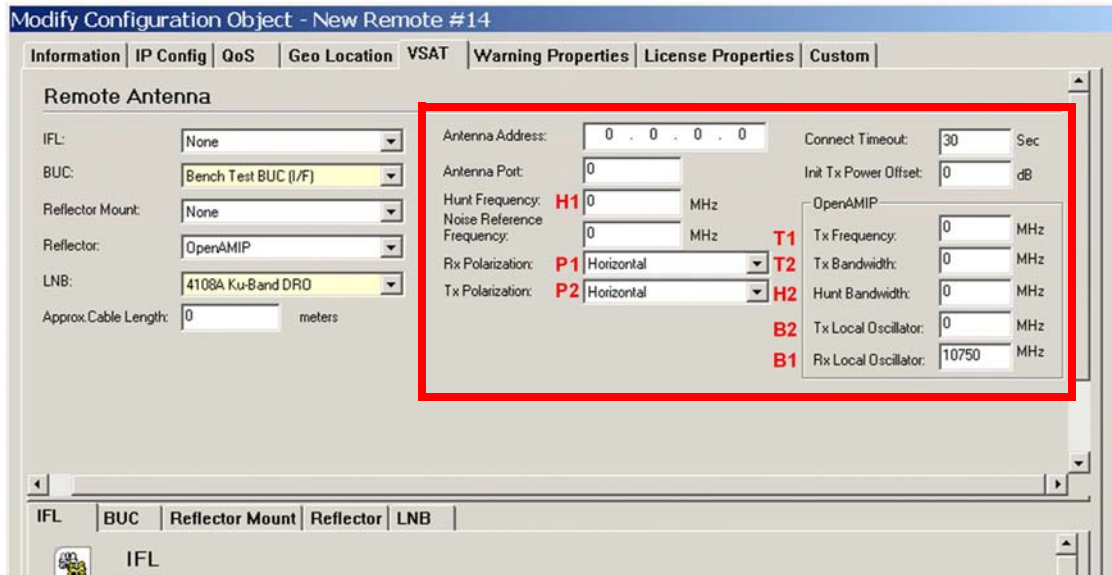 Modify Configuration Object - New Remote #14
Information IP Config QoS Geo Location VSAT Warning Properties License Properties Custom
Remote Antenna
IFL: None
BUC: Bench Test BUC (I/F)
Reflector Mount: None
Reflector: OpenAMIP
LNB: 4108A Ku-Band DRO
Approx.Cable Length: 0 meters
Antenna Address: 0 . 0 . 0 . 0
Antenna Port: 0
Hunt Frequency: H1 0 MHz
Noise Reference
Frequency: 0 MHz
Rx Polarization: P1 Horizontal
Tx Polarization: P2 Horizontal
Connect Timeout: 30 Sec
Init Tx Power Offset: 0 dB
OpenAMIP
T1 Tx Frequency: 0 MHz
T2 Tx Bandwidth: 0 MHz
H2 Hunt Bandwidth: 0 MHz
B2 Tx Local Oscillator: 0 MHz
B1 Rx Local Oscillator: 10750 MHz
IFL BUC Reflector Mount Reflector LNB
IFL